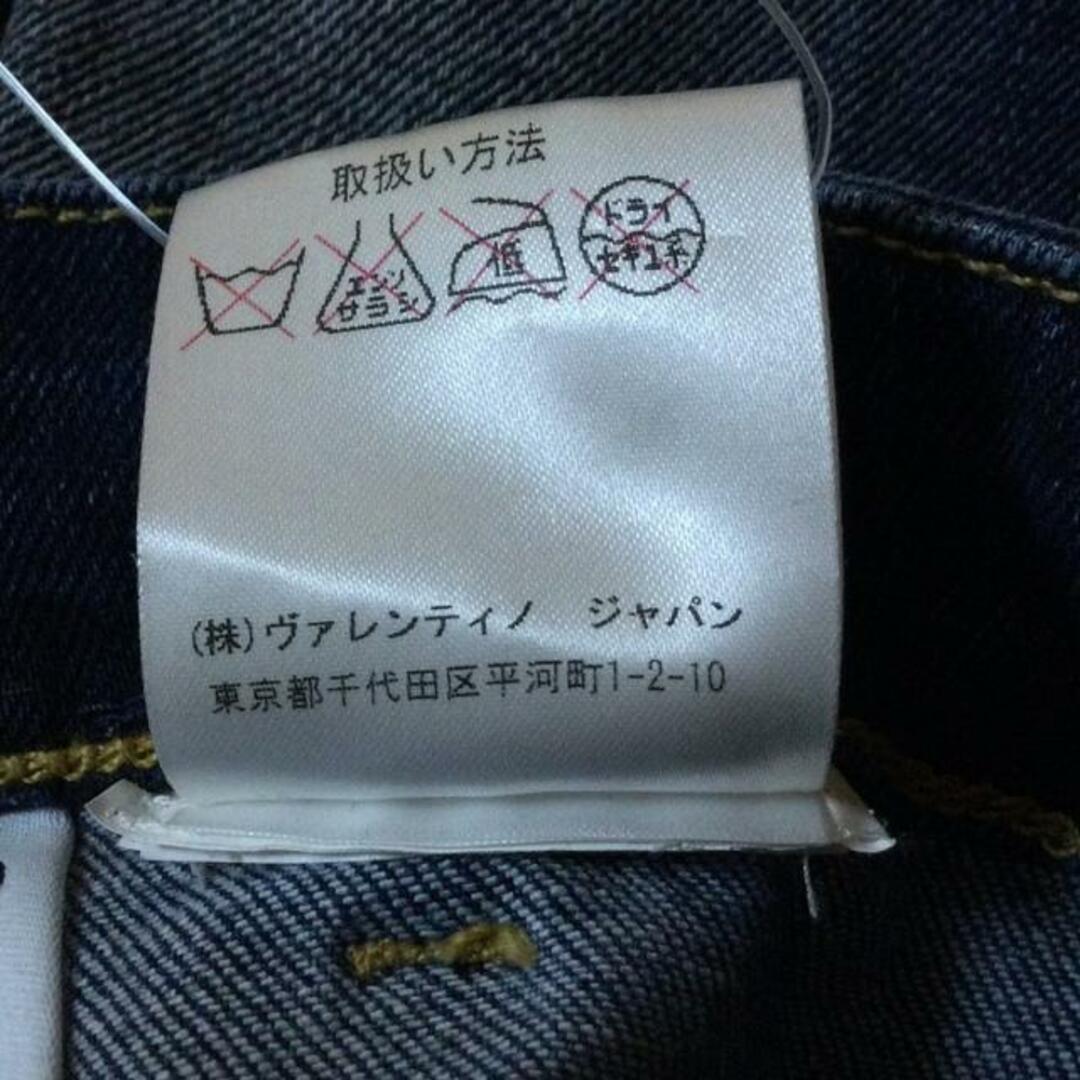 取扱い方法
エンソ サラシ 低 ドライ セキユ系
(株)ヴァレンティノ ジャパン
東京都千代田区平河町1-2-10